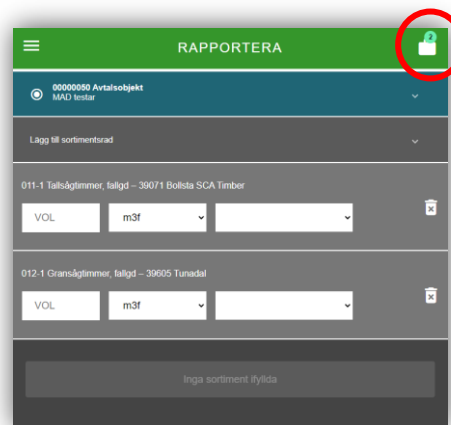 RAPPORTERA
2
00000050 Avtalsobjekt
MAD testar
Lägg till sortimentsrad
011-1 Tallsågtimmer, fallgd – 39071 Bollsta SCA Timber
VOL m3f
012-1 Gransågtimmer, fallgd – 39605 Tunadal
VOL m3f
Inga sortiment ifyllda